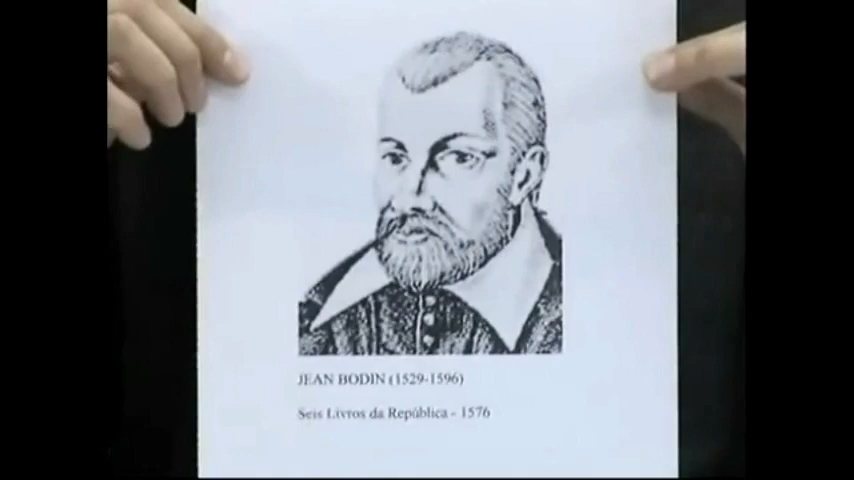 JEAN BODIN (1529-1596)
Seis Livros da República - 1576